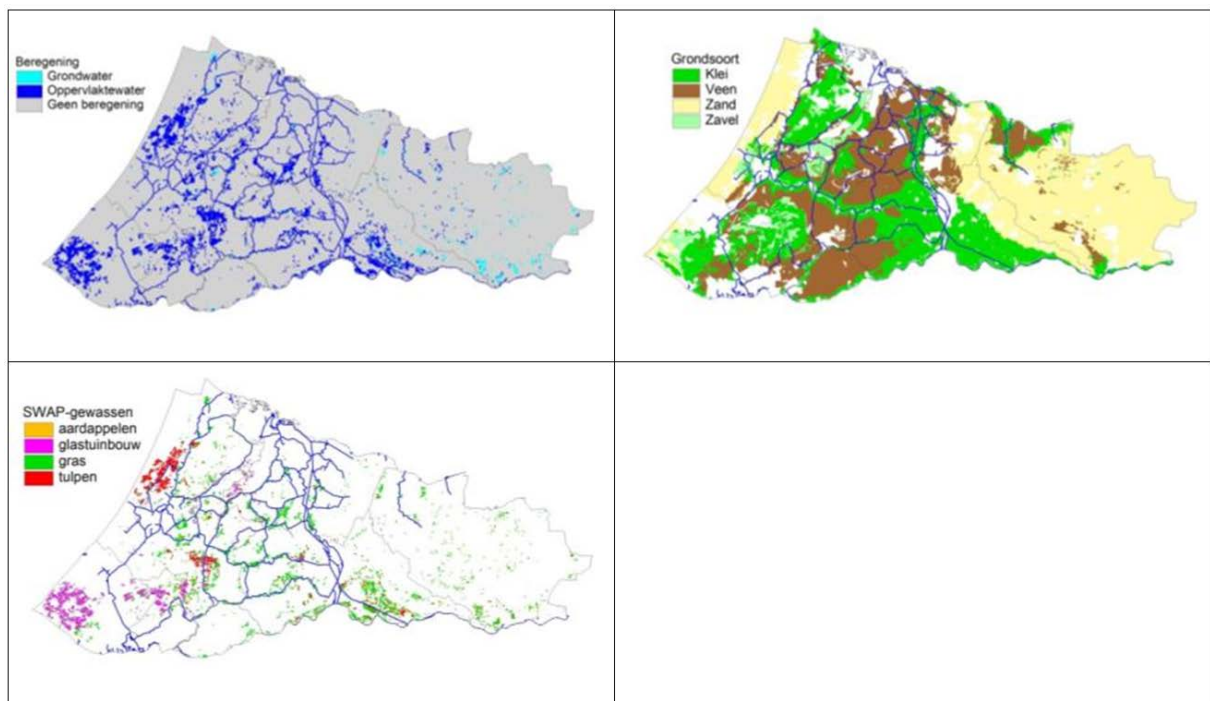 Beregening
Grondwater
Oppervlaktewater
Geen beregening
Grondsoort
Klei
Veen
Zand
Zavel
SWAP-gewassen
aardappelen
glastuinbouw
gras
tulpen